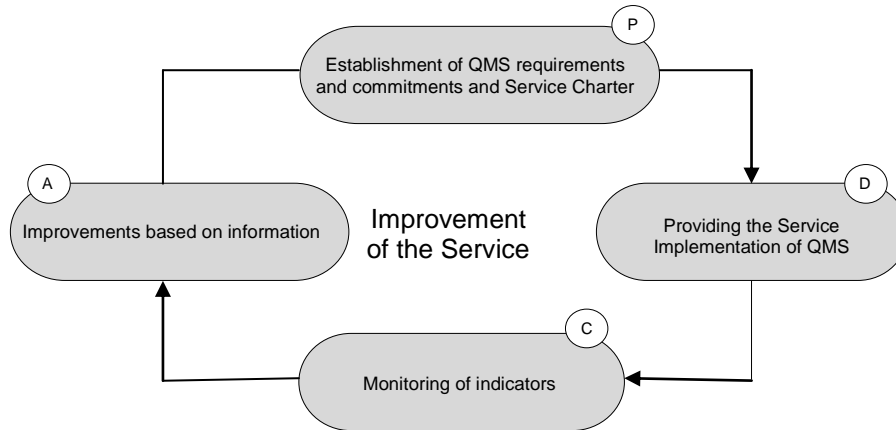 P
Establishment of QMS requirements
and commitments and Service Charter
A
Improvements based on information
Improvement
of the Service
D
Providing the Service
Implementation of QMS
C
Monitoring of indicators